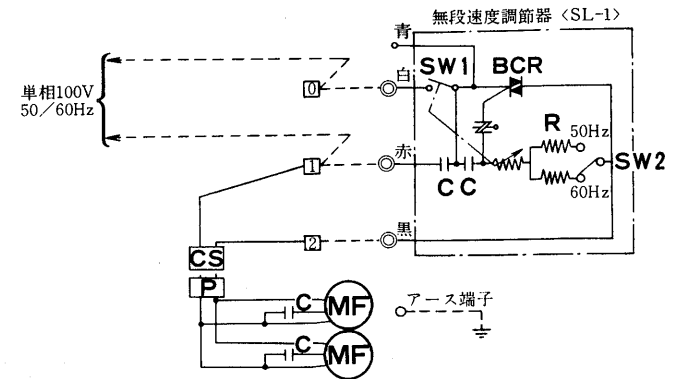 無段速度調節器〈SL-1〉
青
白
SW1
BCR
単相100V
50／60Hz
0
R
50Hz
赤
1
C
C
60Hz
SW2
黒
2
CS
P
C
MF
アース端子
C
MF